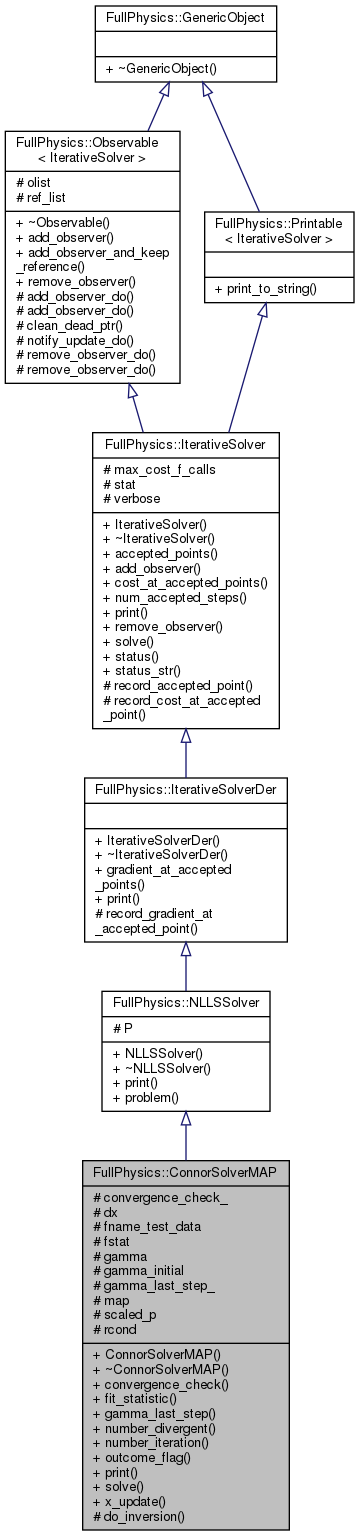 FullPhysics::GenericObject
+ ~GenericObject()
FullPhysics::Observable
< IterativeSolver >
# olist
# ref_list
+ ~Observable()
+ add_observer()
+ add_observer_and_keep
_reference()
+ remove_observer()
# add_observer_do()
# add_observer_do()
# clean_dead_ptr()
# notify_update_do()
# remove_observer_do()
# remove_observer_do()
FullPhysics::Printable
< IterativeSolver >
+ print_to_string()
FullPhysics::IterativeSolver
# max_cost_f_calls
# stat
# verbose
+ IterativeSolver()
+ ~IterativeSolver()
+ accepted_points()
+ add_observer()
+ cost_at_accepted_points()
+ num_accepted_steps()
+ print()
+ remove_observer()
+ solve()
+ status()
+ status_str()
# record_accepted_point()
# record_cost_at_accepted
_point()
FullPhysics::IterativeSolverDer
+ IterativeSolverDer()
+ ~IterativeSolverDer()
+ gradient_at_accepted
_points()
+ print()
# record_gradient_at
_accepted_point()
FullPhysics::NLLSSolver
# P
+ NLLSSolver()
+ ~NLLSSolver()
+ print()
+ problem()
FullPhysics::ConnorSolverMAP
# convergence_check_
# dx
# fname_test_data
# fstat
# gamma
# gamma_initial
# gamma_last_step_
# map
# scaled_p
# rcond
+ ConnorSolverMAP()
+ ~ConnorSolverMAP()
+ convergence_check()
+ fit_statistic()
+ gamma_last_step()
+ number_divergent()
+ number_iteration()
+ outcome_flag()
+ print()
+ solve()
+ x_update()
# do_inversion()